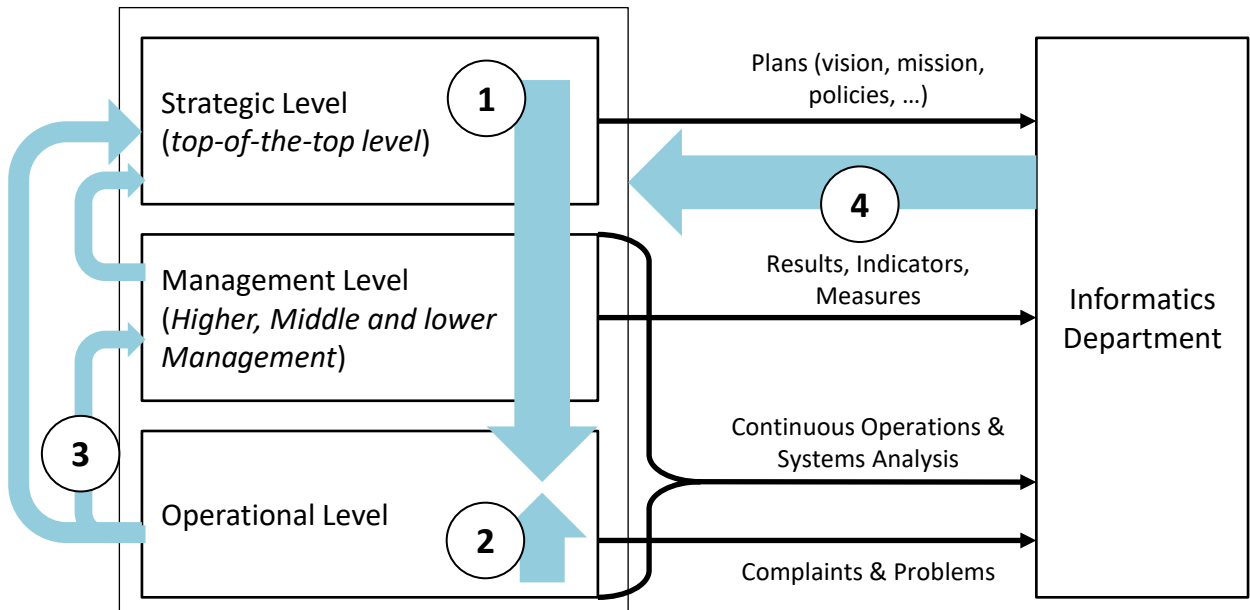 Strategic Level
(top-of-the-top level)
1
Plans (vision, mission,
policies, …)
4
Management Level
(Higher, Middle and lower
Management)
Results, Indicators,
Measures
Informatics
Department
3
Continuous Operations &
Systems Analysis
Operational Level
2
Complaints & Problems